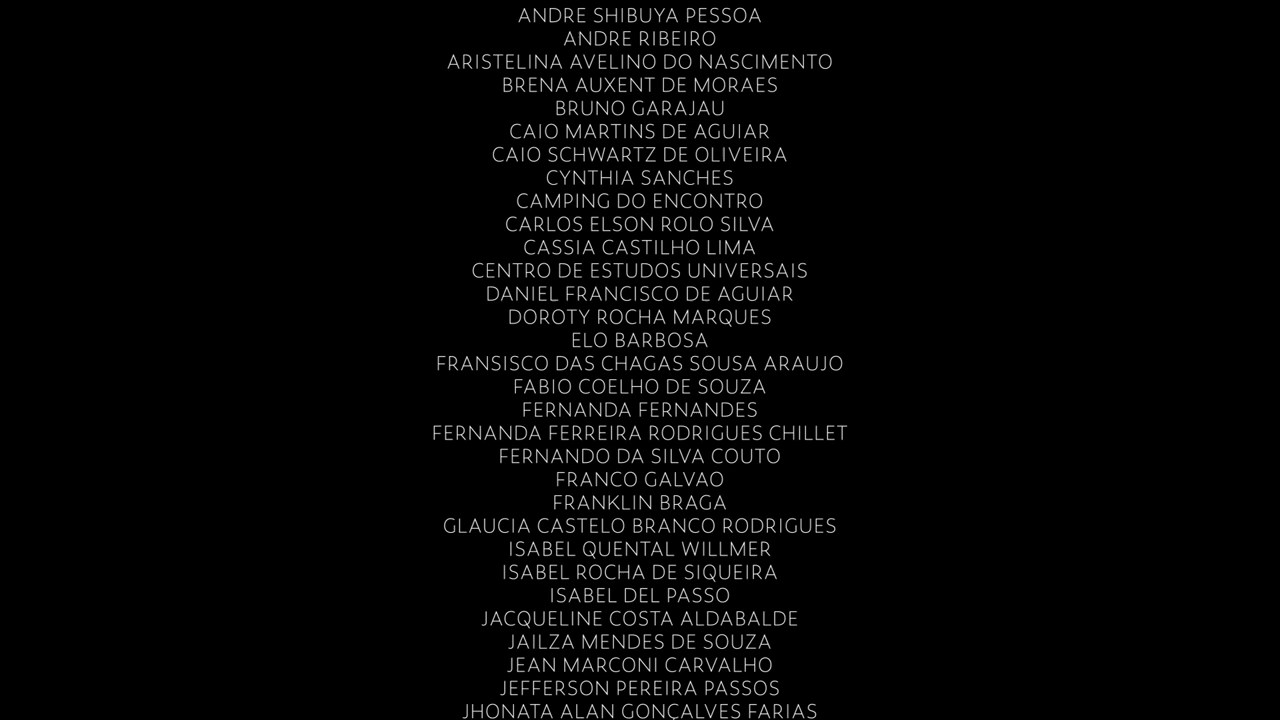 ANDRE SHIBUYA PESSOA
ANDRE RIBEIRO
ARISTELINA AVELINO DO NASCIMENTO
BRENA AUXENT DE MORAES
BRUNO GARAJAU
CAIO MARTINS DE AGUIAR
CAIO SCHWARTZ DE OLIVEIRA
CYNTHIA SANCHES
CAMPING DO ENCONTRO
CARLOS ELSON ROLO SILVA
CASSIA CASTILHO LIMA
CENTRO DE ESTUDOS UNIVERSAIS
DANIEL FRANCISCO DE AGUIAR
DOROTY ROCHA MARQUES
ELO BARBOSA
FRANSISCO DAS CHAGAS SOUSA ARAUJO
FABIO COELHO DE SOUZA
FERNANDA FERNANDES
FERNANDA FERREIRA RODRIGUES CHILLET
FERNANDO DA SILVA COUTO
FRANCO GALVAO
FRANKLIN BRAGA
GLAUCIA CASTELO BRANCO RODRIGUES
ISABEL QUENTAL WILLMER
ISABEL ROCHA DE SIQUEIRA
ISABEL DEL PASSO
JACQUELINE COSTA ALDABALDE
JAILZA MENDES DE SOUZA
JEAN MARCONI CARVALHO
JEFFERSON PEREIRA PASSOS
JHONATA ALAN GONÇALVES FARIAS